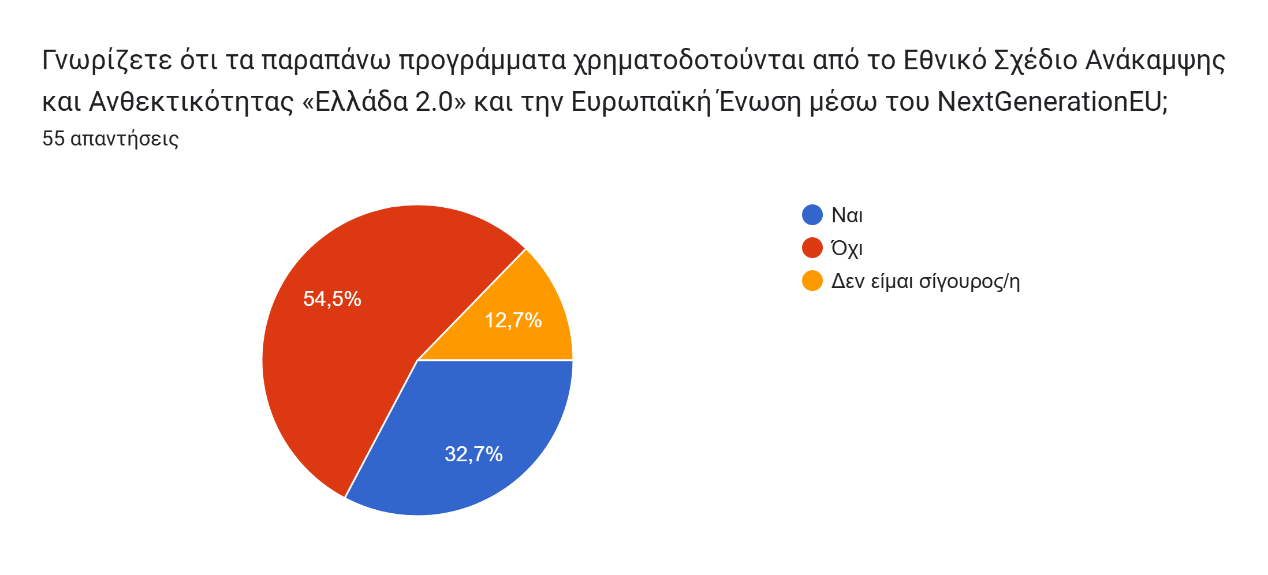 Γνωρίζετε ότι τα παραπάνω προγράμματα χρηματοδοτούνται από το Εθνικό Σχέδιο Ανάκαμψης
και Ανθεκτικότητας «Ελλάδα 2.0» και την Ευρωπαϊκή Ένωση μέσω του NextGenerationEU;
55 απαντήσεις
Ναι
Όχι
Δεν είμαι σίγουρος/η
54,5%
12,7%
32,7%